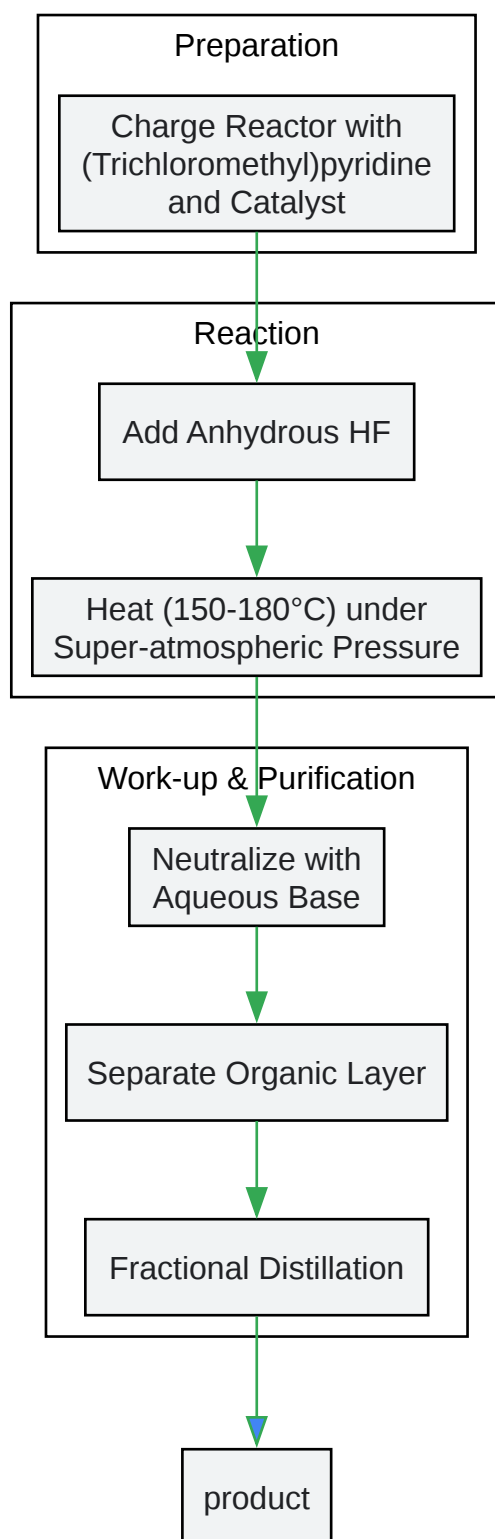 Preparation
Charge Reactor with
(Trichloromethyl)pyridine
and Catalyst
Reaction
Add Anhydrous HF
Heat (150-180°C) under
Super-atmospheric Pressure
Work-up & Purification
Neutralize with
Aqueous Base
Separate Organic Layer
Fractional Distillation
product